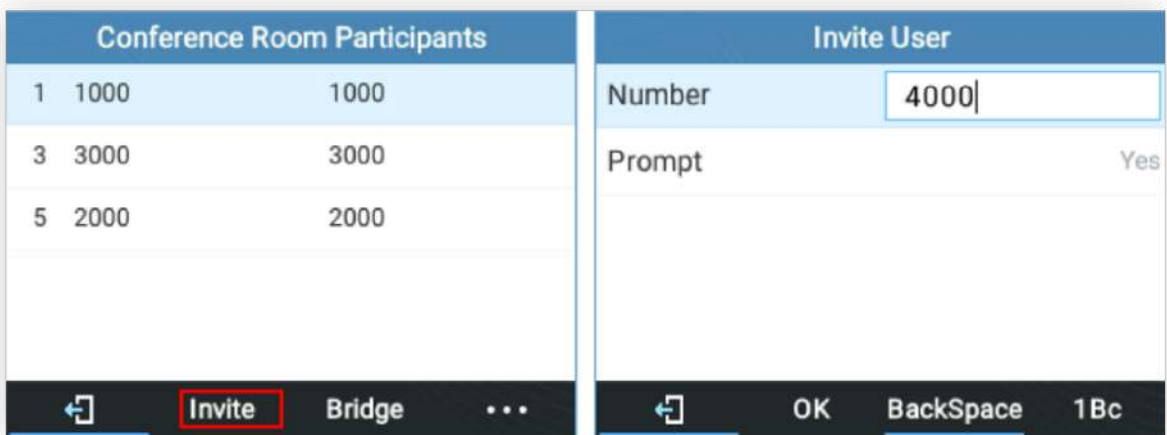 Conference Room Participants
1 1000 1000
3 3000 3000
5 2000 2000
Invite Bridge ...
Invite User
Number 4000
Prompt Yes
OK BackSpace 1Bc